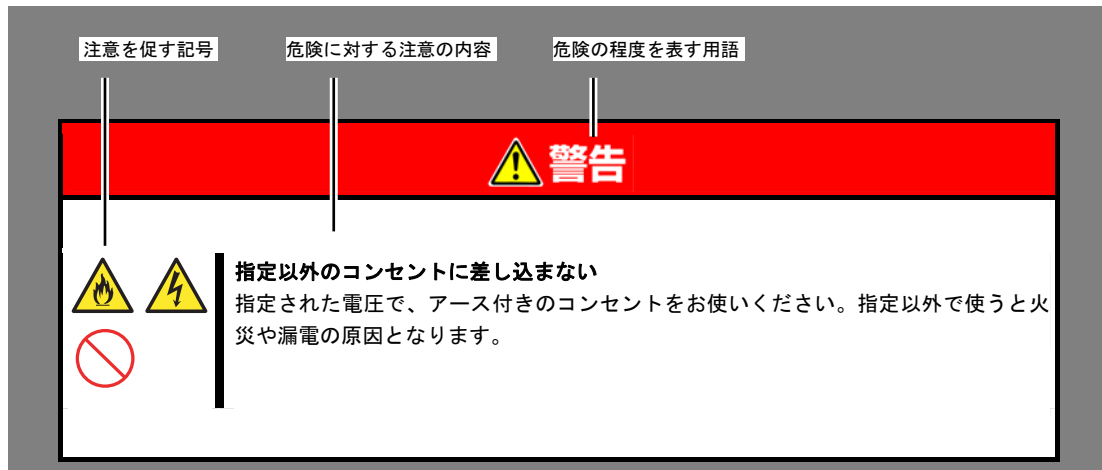 注意を促す記号
危険に対する注意の内容
危険の程度を表す用語
警告
指定以外のコンセントに差し込まない
指定された電圧で、アース付きのコンセントをお使いください。指定以外で使うと火
災や漏電の原因となります。